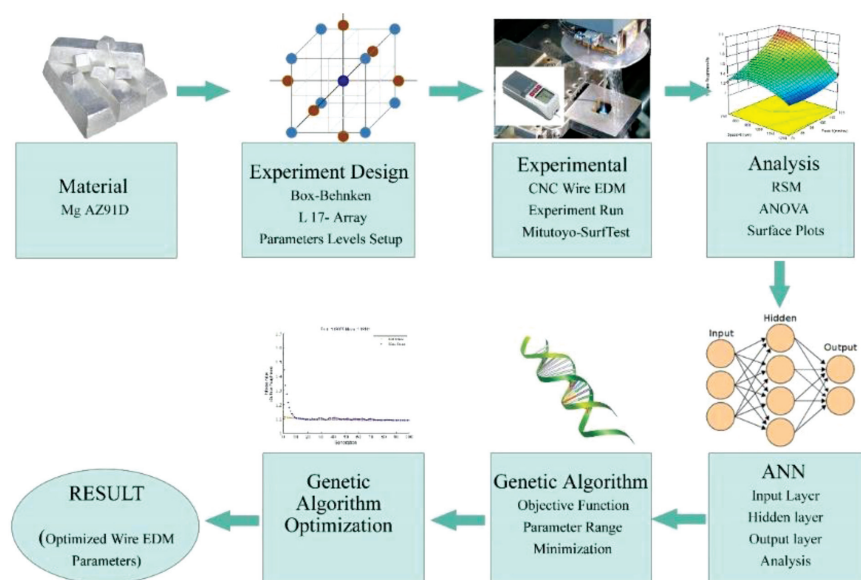 Material
Mg AZ91D
Experiment Design
Box-Behnken
L 17- Array
Parameters Levels Setup
Experimental
CNC Wire EDM
Experiment Run
Mitutoyo-SurfTest
Analysis
RSM
ANOVA
Surface Plots
Input
Hidden
Output
ANN
Input Layer
Hidden layer
Output layer
Analysis
Genetic Algorithm
Objective Function
Parameter Range
Minimization
Genetic
Algorithm
Optimization
Generation
RESULT
(Optimized Wire EDM
Parameters)